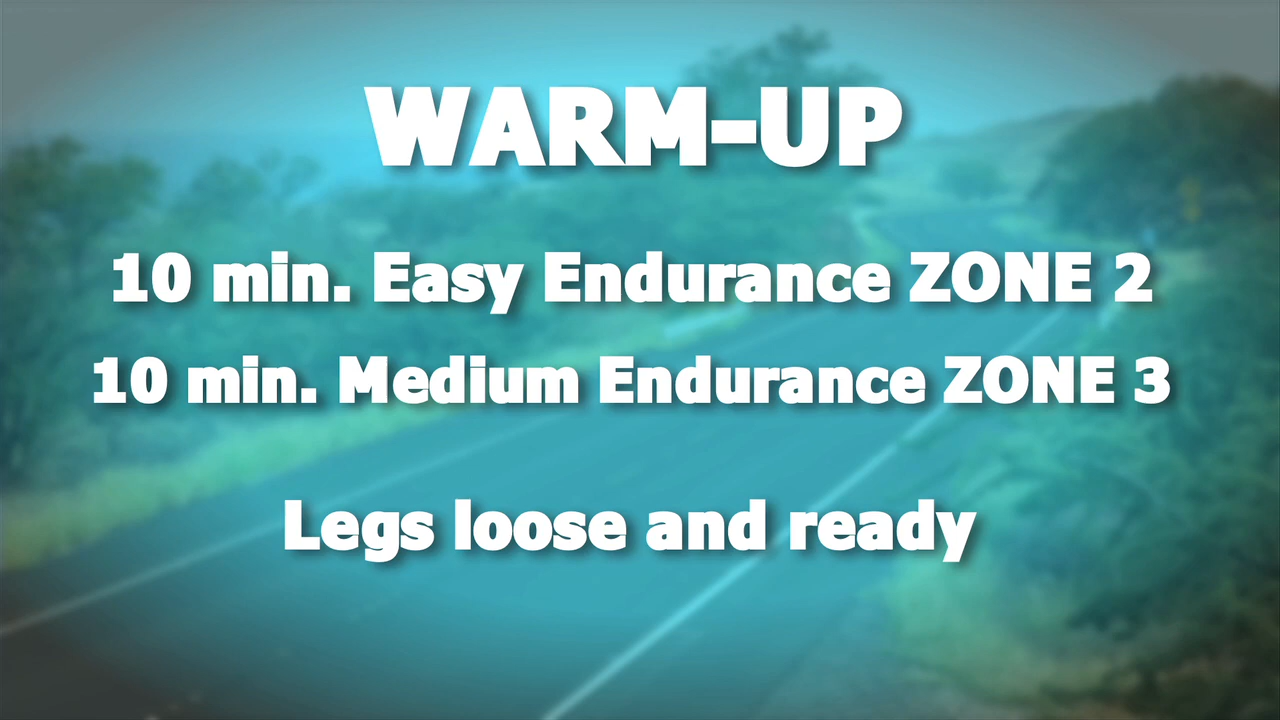 WARM-UP
10 min. Easy Endurance ZONE 2
10 min. Medium Endurance ZONE 3
Legs loose and ready